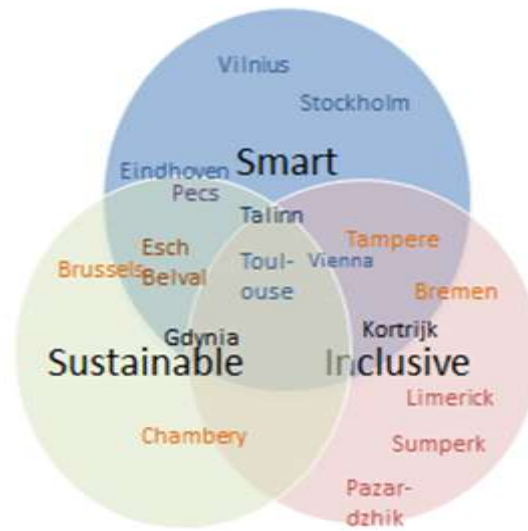 Vilnius
Stockholm
Smart
Eindhoven
Pecs
Talinn
Tampere
Esch
Belval
Brussels
Toul-
ouse
Vienna
Bremen
Gdynia
Kortrijk
Sustainable
Inclusive
Limerick
Chambery
Sumperk
Pazar-
dzhik